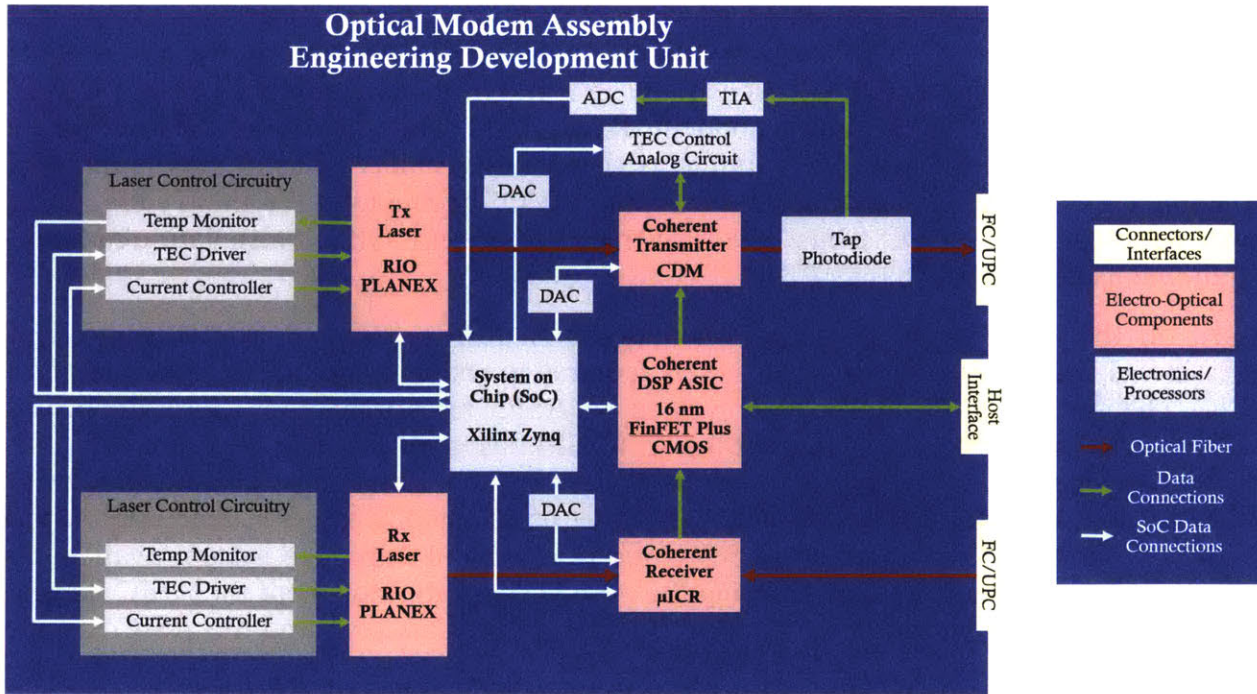 Optical Modem Assembly
Engineering Development Unit
ADC
TIA
TEC Control
Analog Circuit
DAC
Laser Control Circuitry
Temp Monitor
TEC Driver
Current Controller
Tx
Laser
RIO
PLANEX
Coherent
Transmitter
CDM
Tap
Photodiode
FC/UPC
DAC
System on
Chip (SoC)
Xilinx Zynq
Coherent
DSP ASIC
16 nm
FinFET Plus
CMOS
Host
Interface
Laser Control Circuitry
Temp Monitor
TEC Driver
Current Controller
Rx
Laser
RIO
PLANEX
DAC
Coherent
Receiver
μICR
FC/UPC
Connectors/
Interfaces
Electro-Optical
Components
Electronics/
Processors
Optical Fiber
Data
Connections
SoC Data
Connections